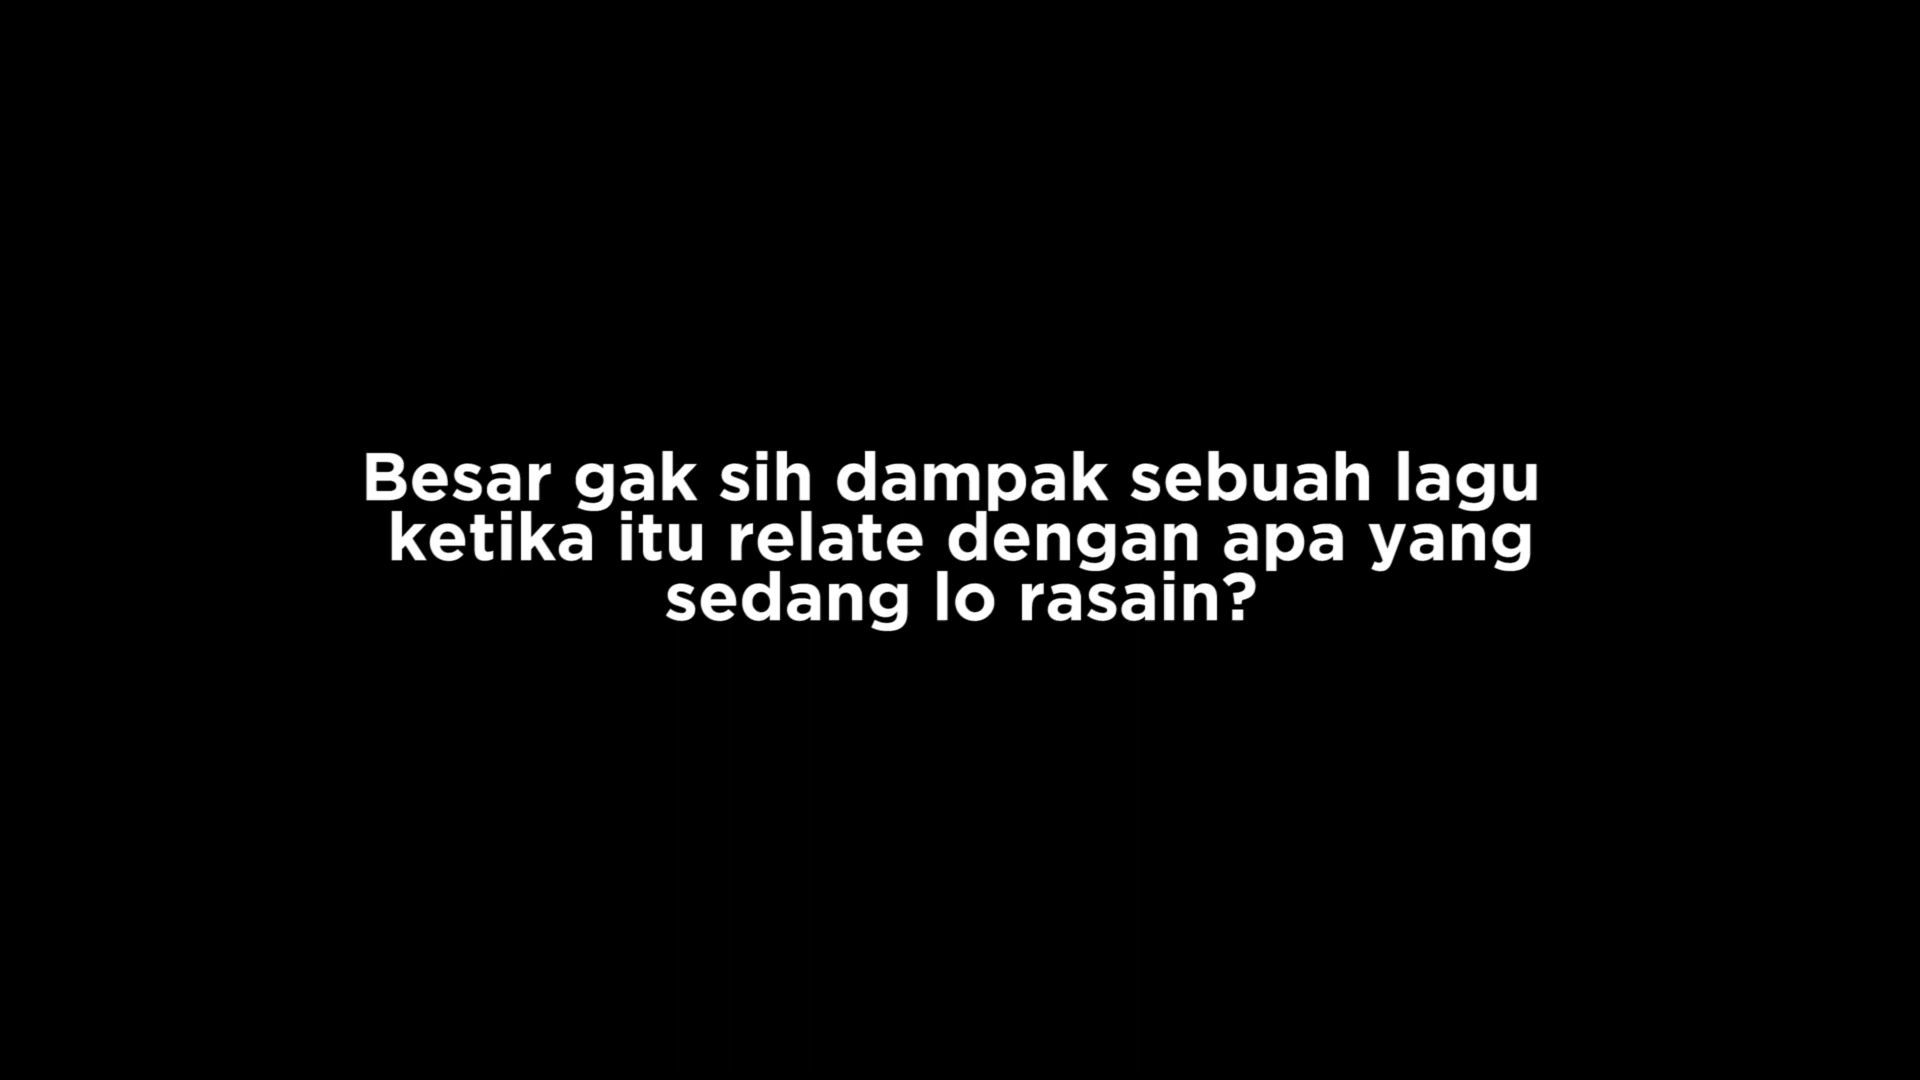 Besar gak sih dampak sebuah lagu
ketika itu relate dengan apa yang
sedang lo rasain?